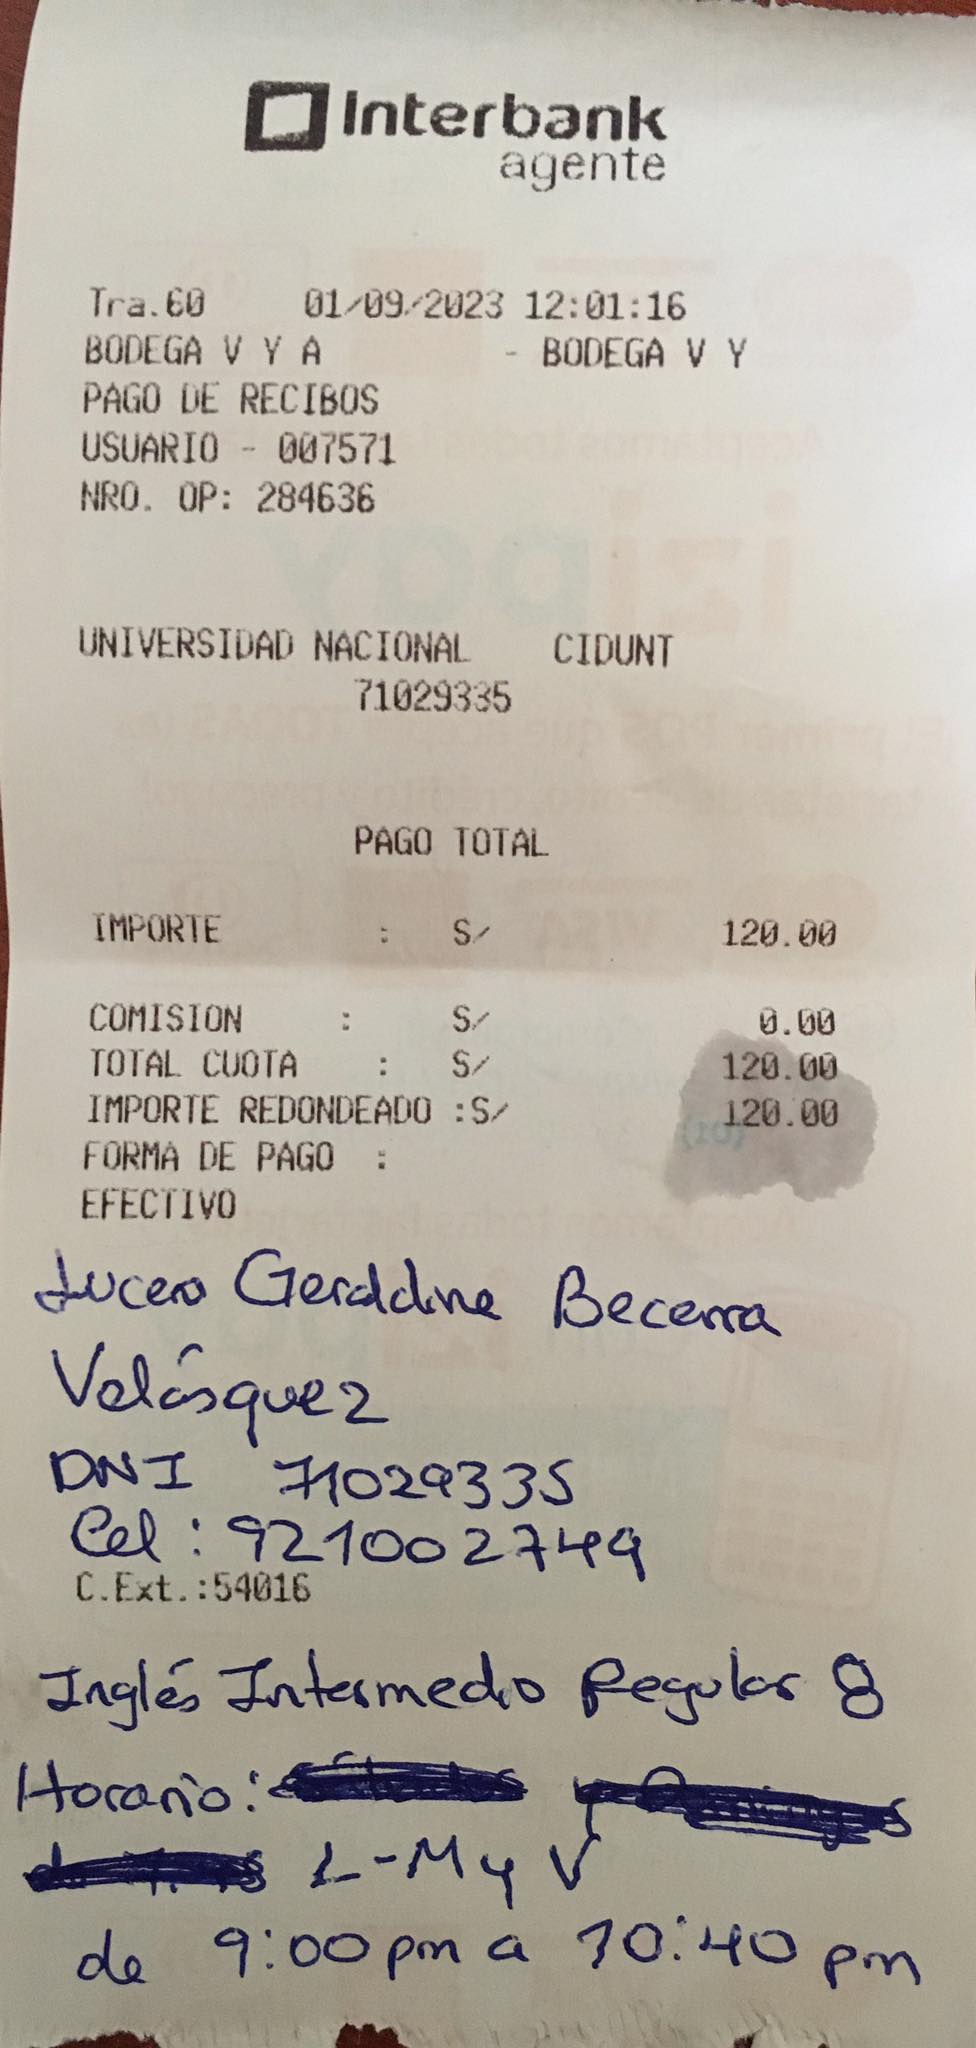 Interbank
agente
Tra.60 01/09/2023 12:01:16
BODEGA V Y A - BODEGA V Y
PAGO DE RECIBOS
USUARIO - 007571
NRO. OP: 284636
UNIVERSIDAD NACIONAL CIDUNT
71029335
PAGO TOTAL
IMPORTE : S/ 120.00
COMISION : S/ 0.00
TOTAL CUOTA : S/ 120.00
IMPORTE REDONDEADO :S/ 120.00
FORMA DE PAGO :
EFECTIVO
Lucero Geraldine Becerra
Velásquez
DNI 71029335
Cel: 921002749
C.Ext.:54016
Inglés Intermedio Regular 8
Horario: y
L-M y V
de 9:00 pm a 10:40 pm